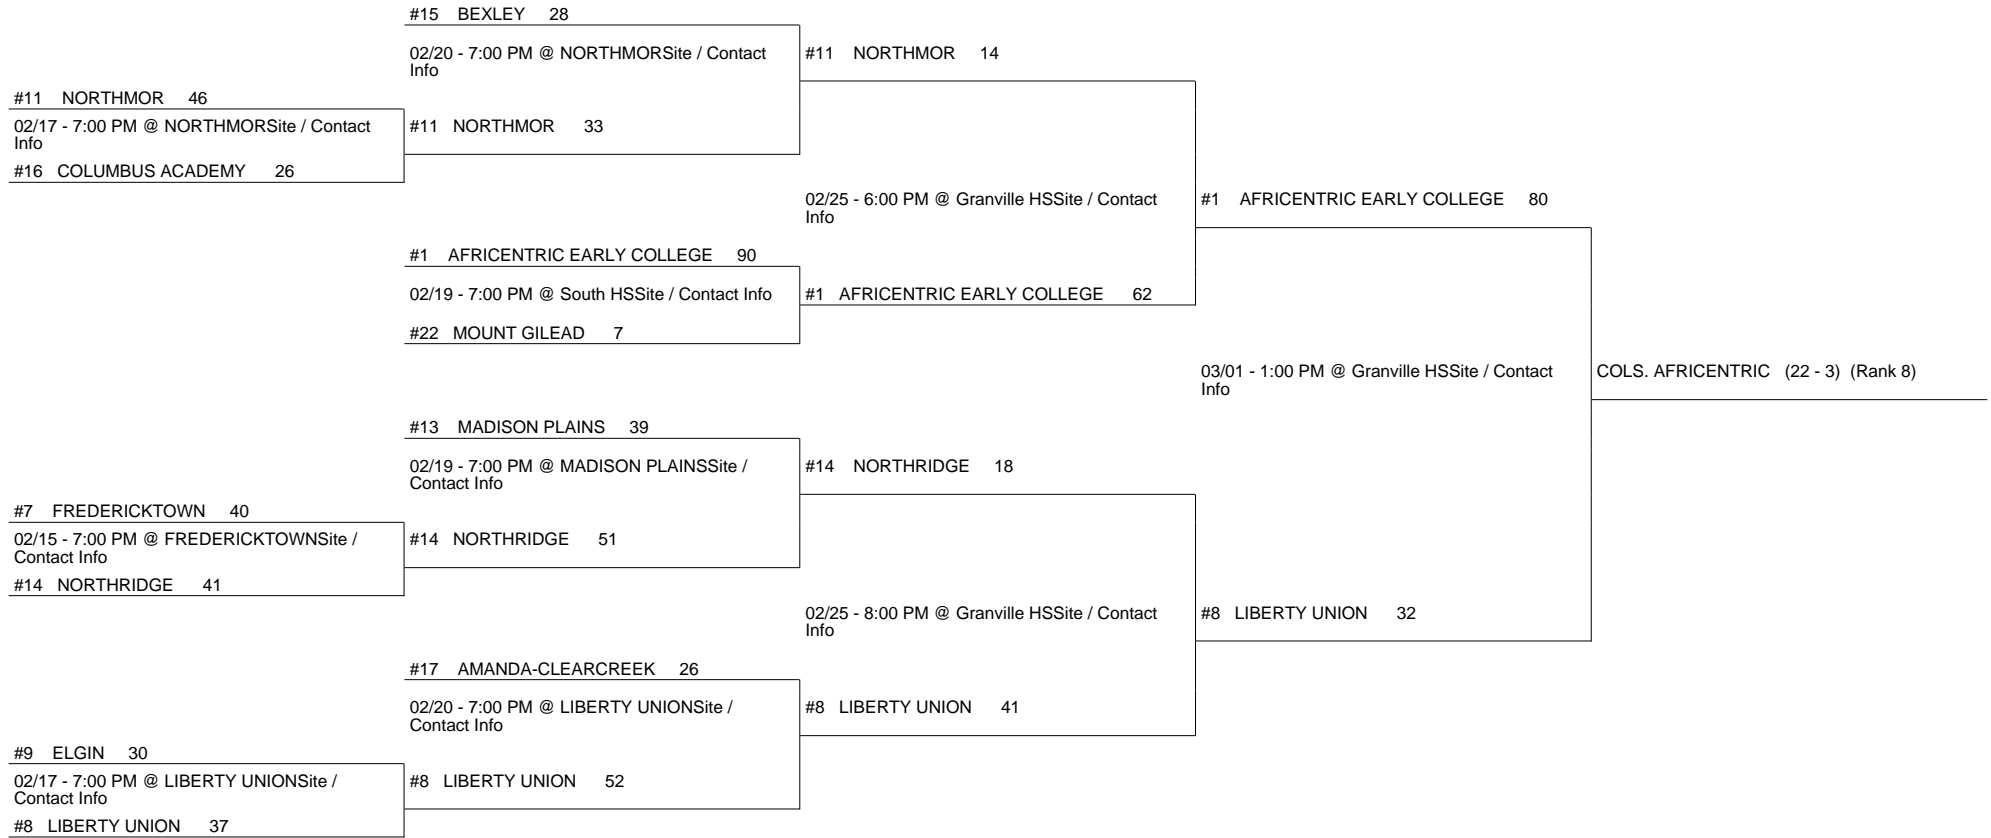 #15 BEXLEY 28
02/20 - 7:00 PM @ NORTHMORSite / Contact
Info
#11 NORTHMOR 14
#11 NORTHMOR 46
02/17 - 7:00 PM @ NORTHMORSite / Contact
Info
#16 COLUMBUS ACADEMY 26
#11 NORTHMOR 33
02/25 - 6:00 PM @ Granville HSSite / Contact
Info
#1 AFRICENTRIC EARLY COLLEGE 80
#1 AFRICENTRIC EARLY COLLEGE 90
02/19 - 7:00 PM @ South HSSite / Contact Info
#22 MOUNT GILEAD 7
#1 AFRICENTRIC EARLY COLLEGE 62
03/01 - 1:00 PM @ Granville HSSite / Contact
Info
COLS. AFRICENTRIC (22 - 3) (Rank 8)
#13 MADISON PLAINS 39
02/19 - 7:00 PM @ MADISON PLAINSSite /
Contact Info
#14 NORTHRIDGE 18
#7 FREDERICKTOWN 40
02/15 - 7:00 PM @ FREDERICKTOWNSite /
Contact Info
#14 NORTHRIDGE 41
#14 NORTHRIDGE 51
02/25 - 8:00 PM @ Granville HSSite / Contact
Info
#8 LIBERTY UNION 32
#17 AMANDA-CLEARCREEK 26
02/20 - 7:00 PM @ LIBERTY UNIONSite /
Contact Info
#8 LIBERTY UNION 41
#9 ELGIN 30
02/17 - 7:00 PM @ LIBERTY UNIONSite /
Contact Info
#8 LIBERTY UNION 37
#8 LIBERTY UNION 52